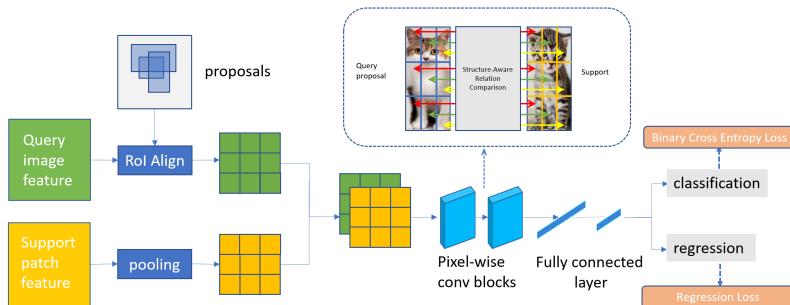 proposals
Query
proposal
Structure-Aware
Relation
Comparison
Support
Query
image
feature
RoI Align
Binary Cross Entropy Loss
classification
Support
patch
feature
pooling
Pixel-wise
conv blocks
Fully connected
layer
regression
Regression Loss